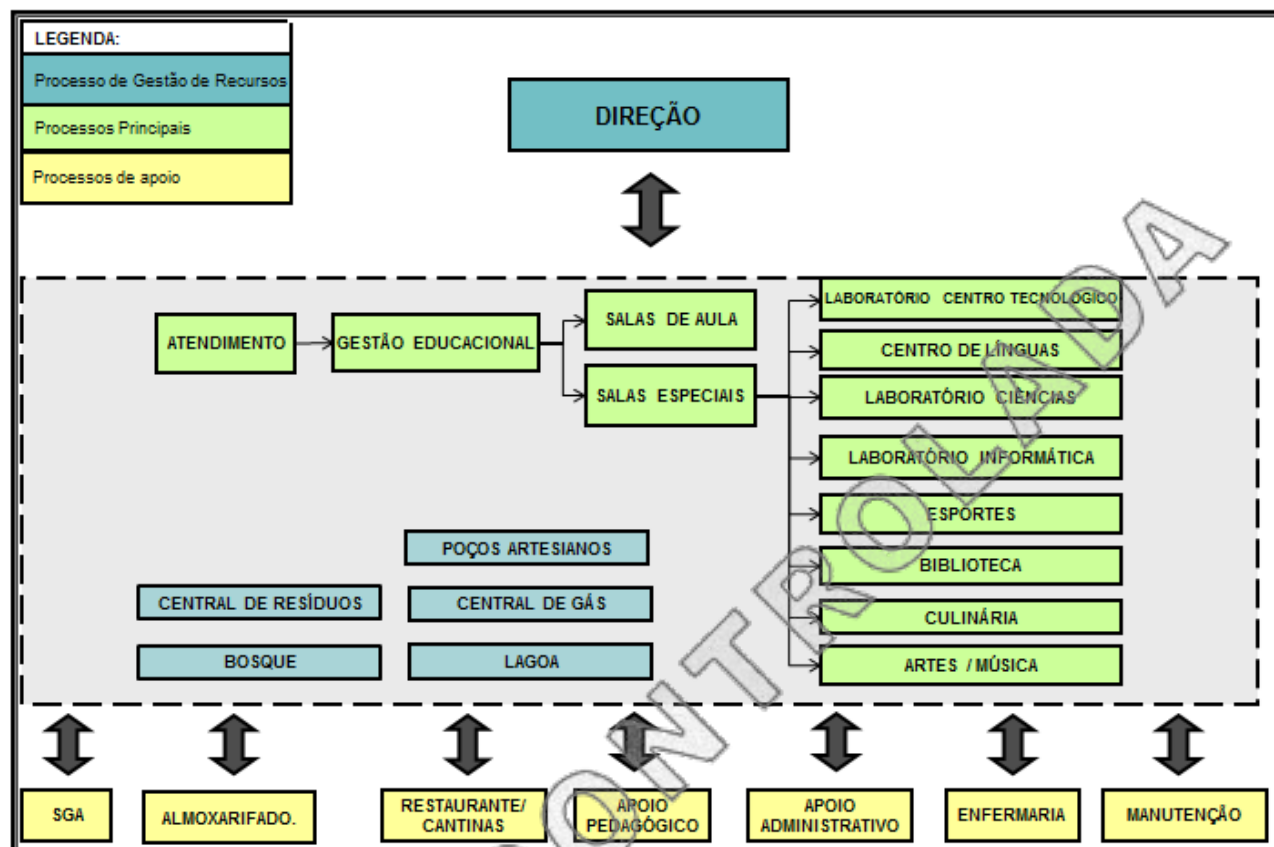 LEGENDA:
Processo de Gestão de Recursos
Processos Principais
Processos de apoio
DIREÇÃO
ATENDIMENTO
GESTÃO EDUCACIONAL
SALAS DE AULA
SALAS ESPECIAIS
LABORATÓRIO CENTRO TECNOLÓGICO
CENTRO DE LÍNGUAS
LABORATÓRIO CIÊNCIAS
LABORATÓRIO INFORMÁTICA
ESPORTES
BIBLIOTECA
CULINÁRIA
ARTES / MÚSICA
POÇOS ARTESIANOS
CENTRAL DE RESÍDUOS
CENTRAL DE GÁS
BOSQUE
LAGOA
SGA
ALMOXARIFADO.
RESTAURANTE/
CANTINAS
APOIO
PEDAGÓGICO
APOIO
ADMINISTRATIVO
ENFERMARIA
MANUTENÇÃO
ONTROLADA